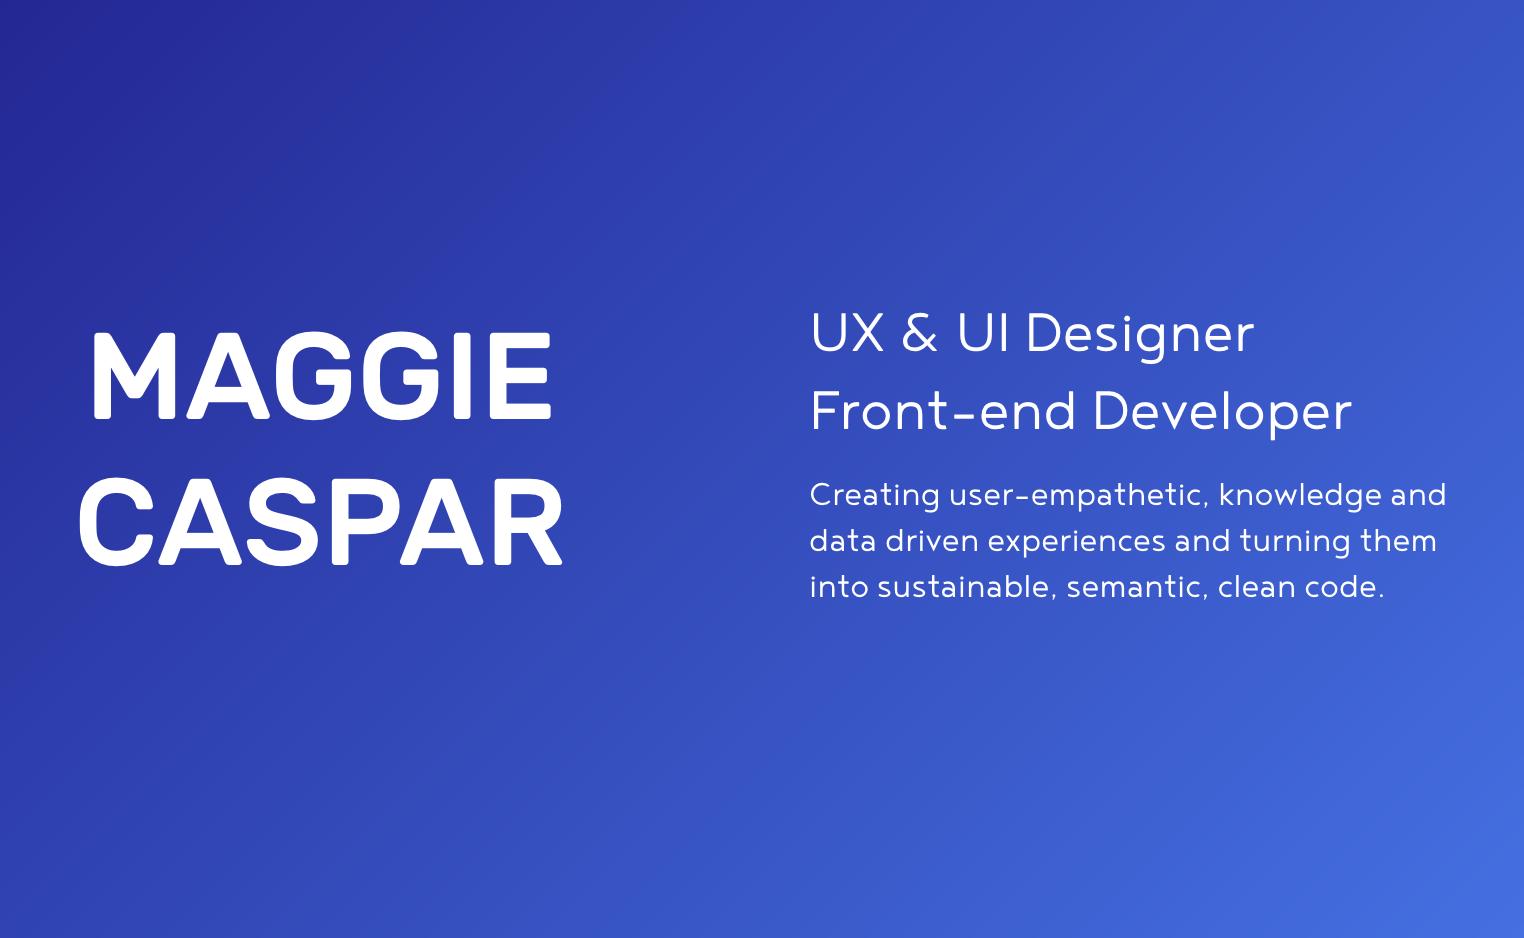 MAGGIE
CASPAR
UX & UI Designer
Front-end Developer
Creating user-empathetic, knowledge and
data driven experiences and turning them
into sustainable, semantic, clean code.